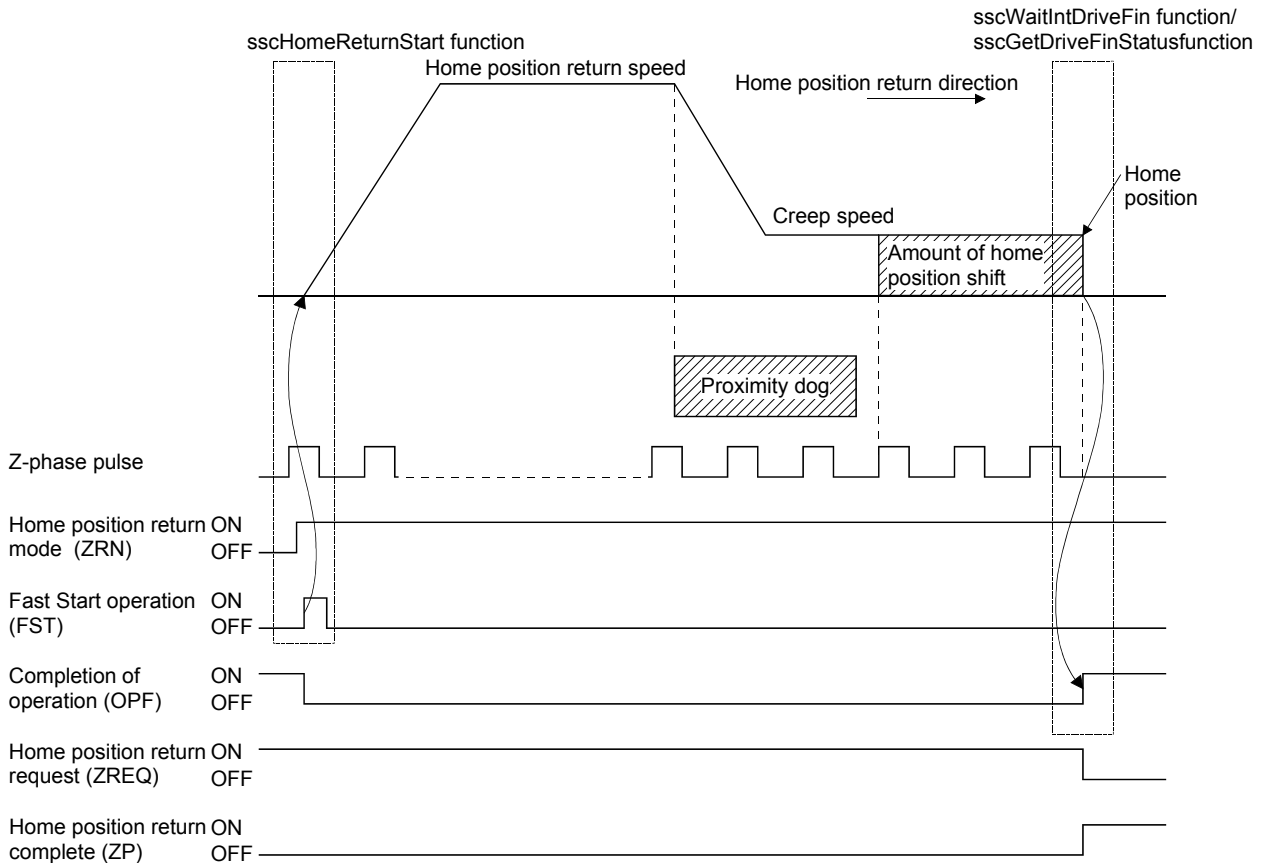 sscWaitIntDriveFin function/
sscGetDriveFinStatusfunction
sscHomeReturnStart function
Home position return speed
Home position return direction
Home
position
Creep speed
Amount of home
position shift
Proximity dog
Z-phase pulse
Home position return ON
mode (ZRN) OFF
Fast Start operation ON
(FST) OFF
Completion of ON
operation (OPF) OFF
Home position return ON
request (ZREQ) OFF
Home position return ON
complete (ZP) OFF